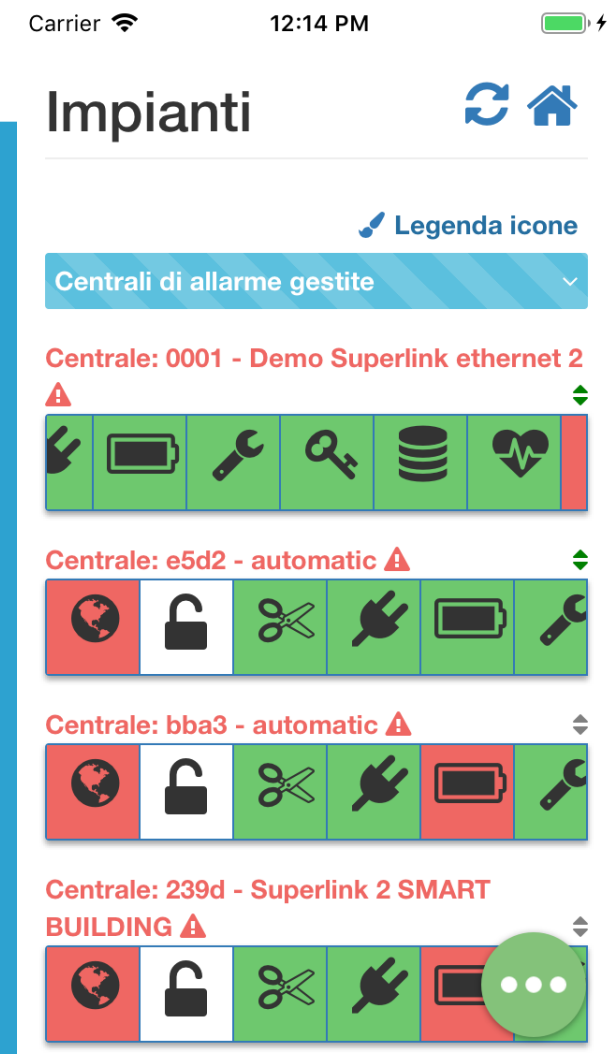 Carrier 12:14 PM
Impianti
Legenda icone
Centrali di allarme gestite
Centrale: 0001 - Demo Superlink ethernet 2
Centrale: e5d2 - automatic
Centrale: bba3 - automatic
Centrale: 239d - Superlink 2 SMART
BUILDING